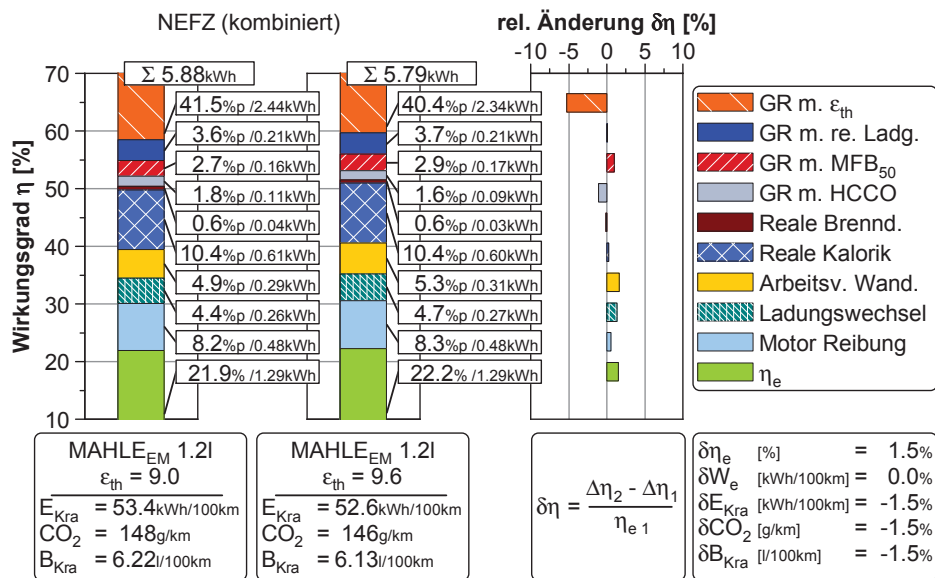 NEFZ (kombiniert)
rel. Änderung δη [%]
-10 -5 0 5 10
Wirkungsgrad η [%]
70
60
50
40
30
20
10
Σ 5.88kWh
41.5%p /2.44kWh
3.6%p /0.21kWh
2.7%p /0.16kWh
1.8%p /0.11kWh
0.6%p /0.04kWh
10.4%p /0.61kWh
4.9%p /0.29kWh
4.4%p /0.26kWh
8.2%p /0.48kWh
21.9% /1.29kWh
Σ 5.79kWh
40.4%p /2.34kWh
3.7%p /0.21kWh
2.9%p /0.17kWh
1.6%p /0.09kWh
0.6%p /0.03kWh
10.4%p /0.60kWh
5.3%p /0.31kWh
4.7%p /0.27kWh
8.3%p /0.48kWh
22.2% /1.29kWh
GR m. ε_th
GR m. re. Ladg.
GR m. MFB_50
GR m. HCCO
Reale Brennd.
Reale Kalorik
Arbeitsv. Wand.
Ladungswechsel
Motor Reibung
η_e
MAHLE_EM 1.2l
ε_th = 9.0
E_Kra = 53.4kWh/100km
CO_2 = 148g/km
B_Kra = 6.22l/100km
MAHLE_EM 1.2l
ε_th = 9.6
E_Kra = 52.6kWh/100km
CO_2 = 146g/km
B_Kra = 6.13l/100km
δη = (Δη_2 - Δη_1) / η_e 1
δη_e [%] = 1.5%
δW_e [kWh/100km] = 0.0%
δE_Kra [kWh/100km] = -1.5%
δCO_2 [g/km] = -1.5%
δB_Kra [l/100km] = -1.5%